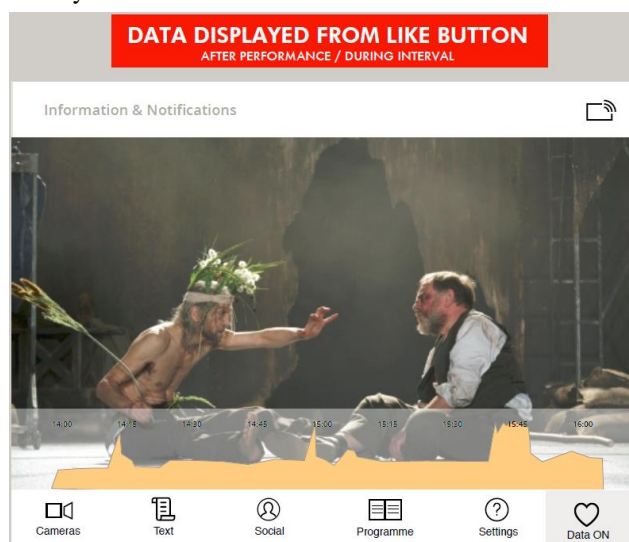 DATA DISPLAYED FROM LIKE BUTTON
AFTER PERFORMANCE / DURING INTERVAL
Information & Notifications
14:00 14:15 14:30 14:45 15:00 15:15 15:30 15:45 16:00
Cameras Text Social Programme Settings Data ON